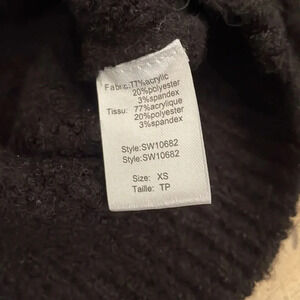 Fabric:77%acrylic
20%polyester
3%spandex
Tissu: 77%acrylique
20%polyester
3%spandex
Style:SW10682
Style:SW10682
Size: XS
Taille: TP